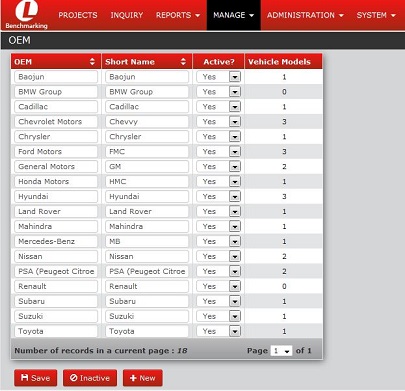 Benchmarking
PROJECTS INQUIRY REPORTS MANAGE ADMINISTRATION SYSTEM
OEM
OEM Short Name Active? Vehicle Models
Baojun Baojun Yes 1
BMW Group BMW Group Yes 0
Cadillac Cadillac Yes 1
Chevrolet Motors Chevvy Yes 3
Chrysler Chrysler Yes 1
Ford Motors FMC Yes 3
General Motors GM Yes 2
Honda Motors HMC Yes 1
Hyundai Hyundai Yes 3
Land Rover Land Rover Yes 1
Mahindra Mahindra Yes 1
Mercedes-Benz MB Yes 1
Nissan Nissan Yes 2
PSA (Peugeot Citroe PSA (Peugeot Citroe Yes 2
Renault Renault Yes 0
Subaru Subaru Yes 1
Suzuki Suzuki Yes 1
Toyota Toyota Yes 1
Number of records in a current page : 18 Page 1 of 1
Save Inactive New